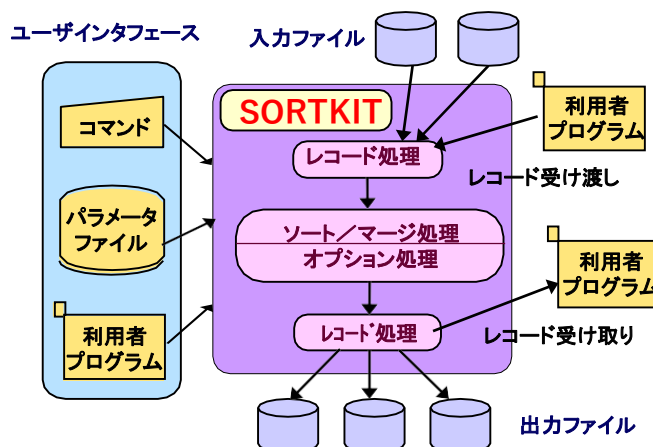 ユーザインタフェース
入力ファイル
コマンド
パラメータ
ファイル
利用者
プログラム
SORTKIT
レコード処理
利用者
プログラム
レコード受け渡し
ソート／マージ処理
オプション処理
利用者
プログラム
レコード処理
レコード受け取り
出力ファイル